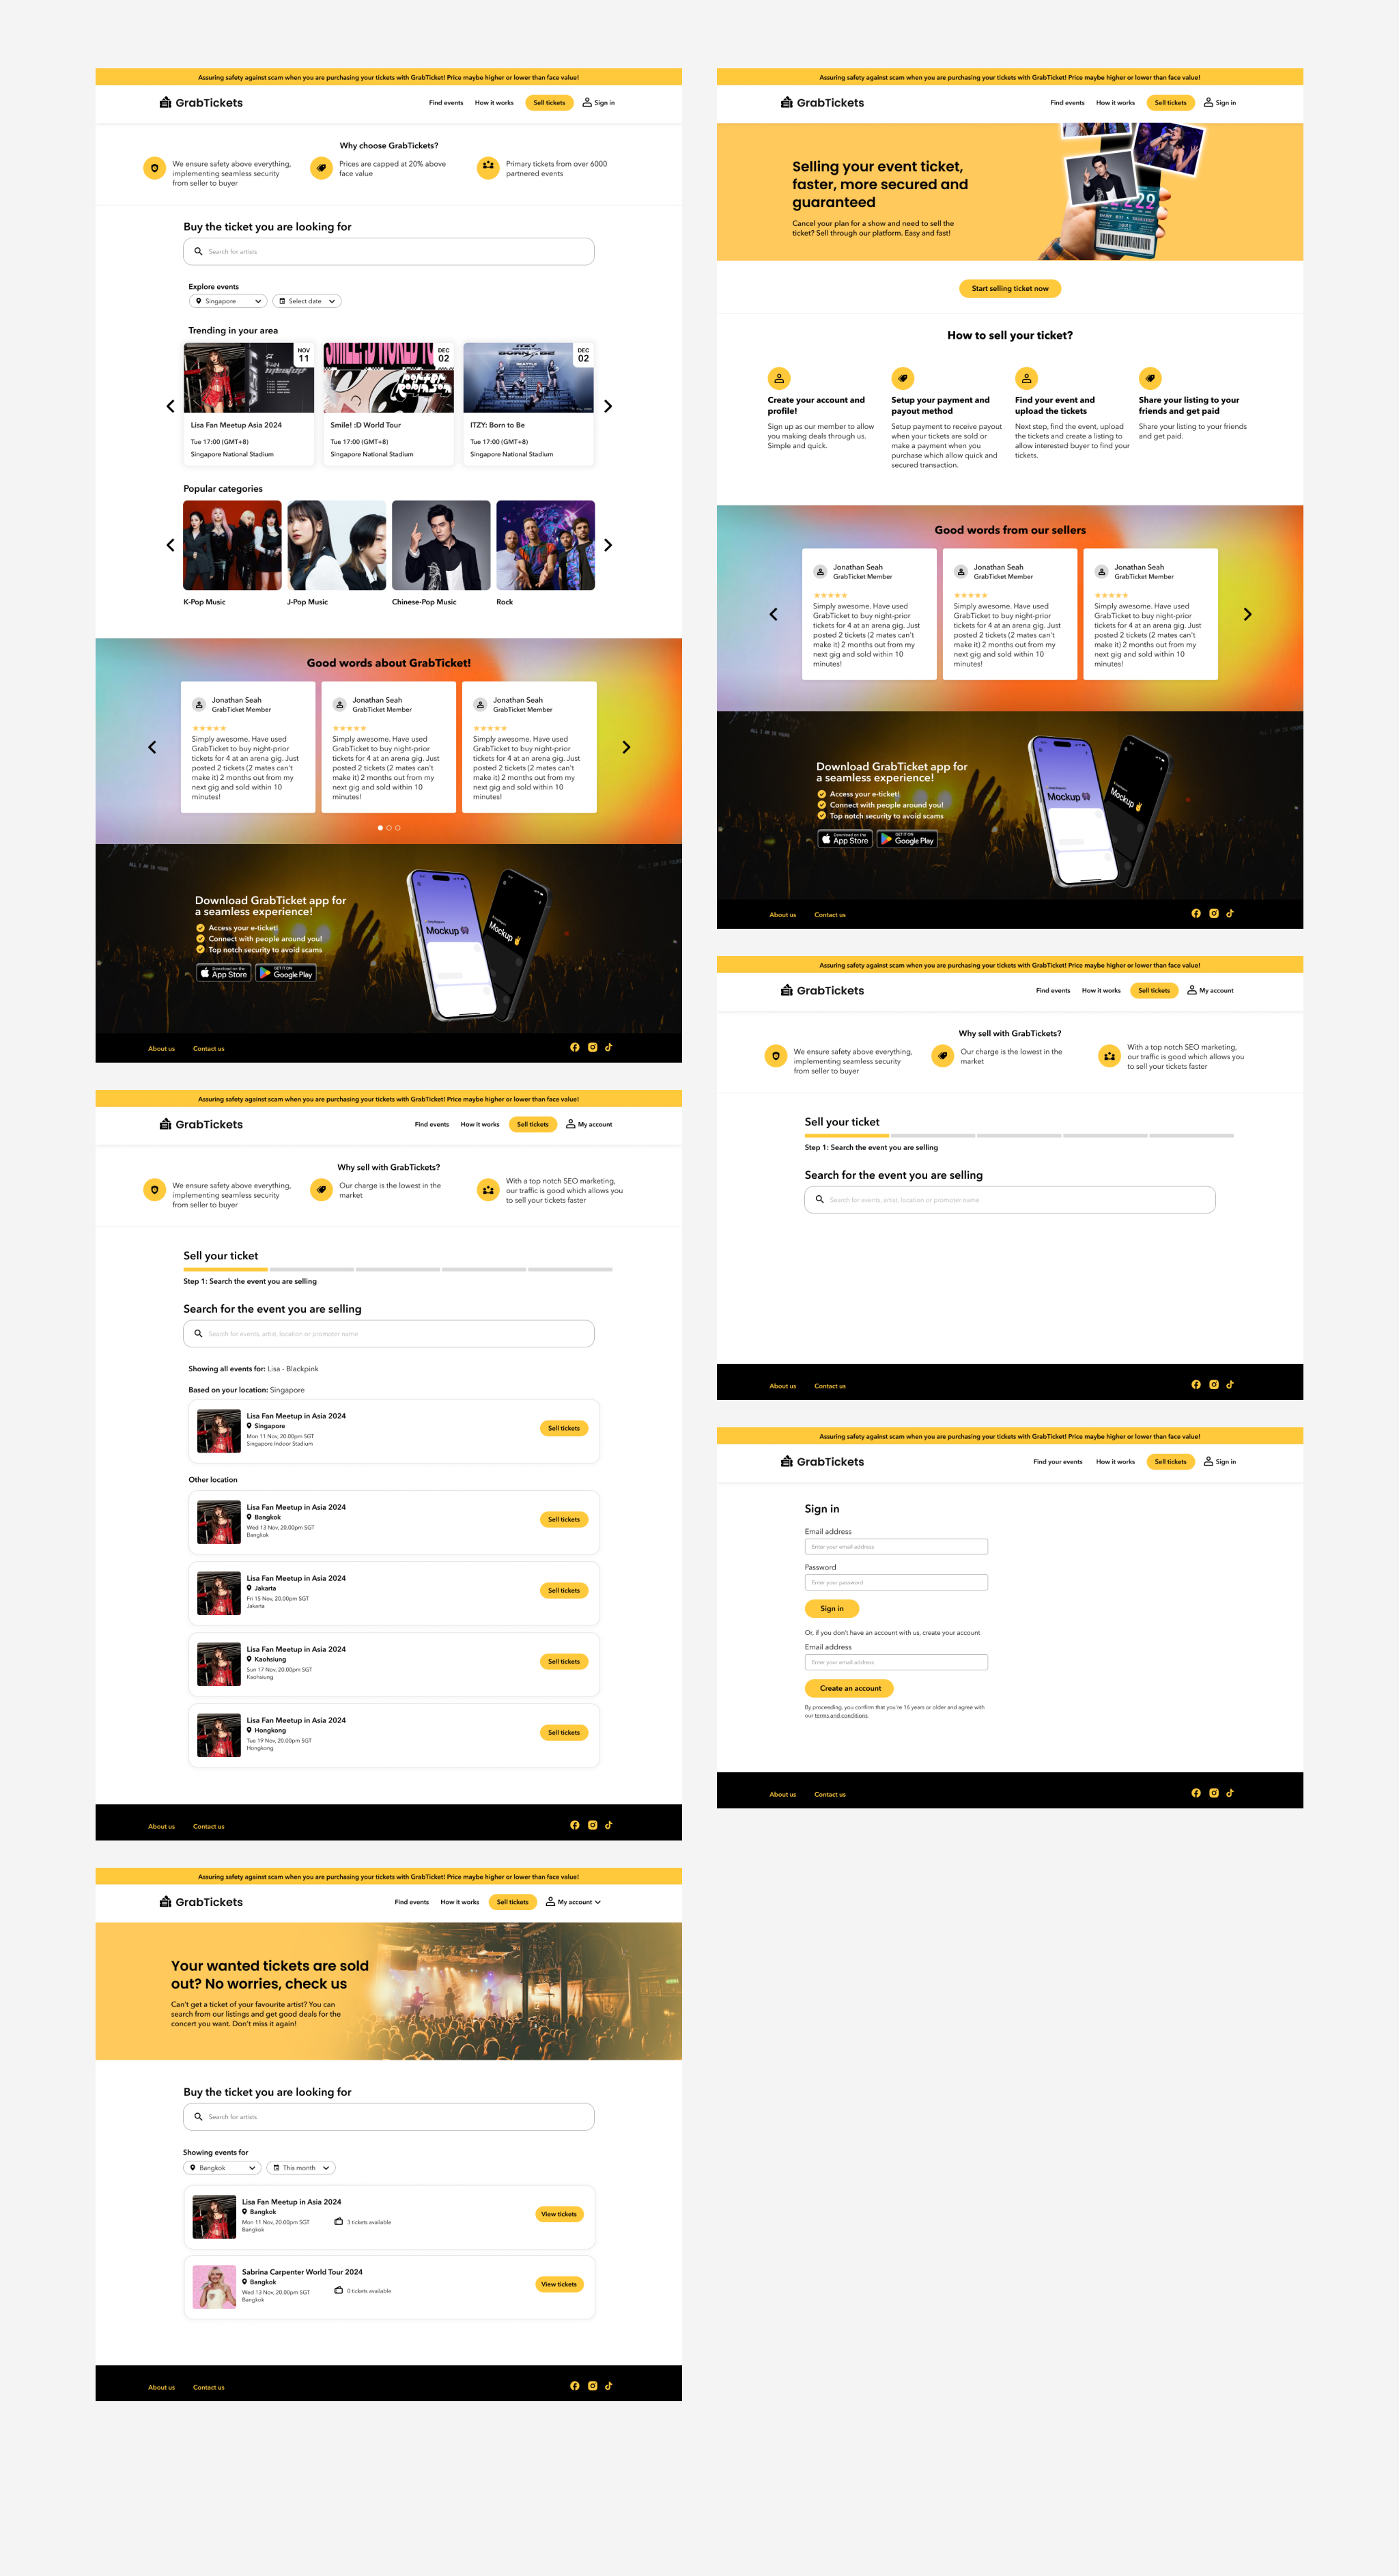 Assuring safety against scam when you are purchasing your tickets with GrabTicket! Price maybe higher or lower than face value!
GrabTickets
Find events
How it works
Sell tickets
Sign in
Why choose GrabTickets?
We ensure safety above everything,
implementing seamless security
from seller to buyer
Prices are capped at 20% above
face value
Primary tickets from over 6000
partnered events
Buy the ticket you are looking for
Search for artists
Explore events
Singapore
Select date
Trending in your area
NOV
11
DEC
02
DEC
02
Lisa Fan Meetup Asia 2024
Tue 17:00 (GMT+8)
Singapore National Stadium
Smile! :D World Tour
Tue 17:00 (GMT+8)
Singapore National Stadium
ITZY: Born to Be
Tue 17:00 (GMT+8)
Singapore National Stadium
Popular categories
K-Pop Music
J-Pop Music
Chinese-Pop Music
Rock
Good words about GrabTicket!
Jonathan Seah
GrabTicket Member
Simply awesome. Have used
GrabTicket to buy night-prior
tickets for 4 at an arena gig. Just
posted 2 tickets (2 mates can't
make it) 2 months out from my
next gig and sold within 10
minutes!
Jonathan Seah
GrabTicket Member
Simply awesome. Have used
GrabTicket to buy night-prior
tickets for 4 at an arena gig. Just
posted 2 tickets (2 mates can't
make it) 2 months out from my
next gig and sold within 10
minutes!
Jonathan Seah
GrabTicket Member
Simply awesome. Have used
GrabTicket to buy night-prior
tickets for 4 at an arena gig. Just
posted 2 tickets (2 mates can't
make it) 2 months out from my
next gig and sold within 10
minutes!
Download GrabTicket app for
a seamless experience!
Access your e-ticket!
Connect with people around you!
Top notch security to avoid scams
Download on the
App Store
GET IT ON
Google Play
Mockup
Mockup
About us
Contact us
Assuring safety against scam when you are purchasing your tickets with GrabTicket! Price maybe higher or lower than face value!
GrabTickets
Find events
How it works
Sell tickets
My account
Why sell with GrabTickets?
We ensure safety above everything,
implementing seamless security
from seller to buyer
Our charge is the lowest in the
market
With a top notch SEO marketing,
our traffic is good which allows you
to sell your tickets faster
Sell your ticket
Step 1: Search the event you are selling
Search for the event you are selling
Search for events, artist, location or promoter name
Showing all events for: Lisa - Blackpink
Based on your location: Singapore
Lisa Fan Meetup in Asia 2024
Singapore
Mon 11 Nov, 20.00pm SGT
Singapore Indoor Stadium
Sell tickets
Other location
Lisa Fan Meetup in Asia 2024
Bangkok
Wed 13 Nov, 20.00pm SGT
Bangkok
Sell tickets
Lisa Fan Meetup in Asia 2024
Jakarta
Fri 15 Nov, 20.00pm SGT
Jakarta
Sell tickets
Lisa Fan Meetup in Asia 2024
Kaohsiung
Sun 17 Nov, 20.00pm SGT
Kaohsiung
Sell tickets
Lisa Fan Meetup in Asia 2024
Hongkong
Tue 19 Nov, 20.00pm SGT
Hongkong
Sell tickets
About us
Contact us
Assuring safety against scam when you are purchasing your tickets with GrabTicket! Price maybe higher or lower than face value!
GrabTickets
Find events
How it works
Sell tickets
My account
Your wanted tickets are sold
out? No worries, check us
Can't get a ticket of your favourite artist? You can
search from our listings and get good deals for the
concert you want. Don't miss it again!
Buy the ticket you are looking for
Search for artists
Showing events for
Bangkok
This month
Lisa Fan Meetup in Asia 2024
Bangkok
Mon 11 Nov, 20.00pm SGT
Bangkok
3 tickets available
View tickets
Sabrina Carpenter World Tour 2024
Bangkok
Wed 13 Nov, 20.00pm SGT
Bangkok
0 tickets available
View tickets
About us
Contact us
Assuring safety against scam when you are purchasing your tickets with GrabTicket! Price maybe higher or lower than face value!
GrabTickets
Find events
How it works
Sell tickets
Sign in
Selling your event ticket,
faster, more secured and
guaranteed
Cancel your plan for a show and need to sell the
ticket? Sell through our platform. Easy and fast!
Start selling ticket now
How to sell your ticket?
Create your account and
profile!
Sign up as our member to allow
you making deals through us.
Simple and quick.
Setup your payment and
payout method
Setup payment to receive payout
when your tickets are sold or
make a payment when you
purchase which allow quick and
secured transaction.
Find your event and
upload the tickets
Next step, find the event, upload
the tickets and create a listing to
allow interested buyer to find your
tickets.
Share your listing to your
friends and get paid
Share your listing to your friends
and get paid.
Good words from our sellers
Jonathan Seah
GrabTicket Member
Simply awesome. Have used
GrabTicket to buy night-prior
tickets for 4 at an arena gig. Just
posted 2 tickets (2 mates can't
make it) 2 months out from my
next gig and sold within 10
minutes!
Jonathan Seah
GrabTicket Member
Simply awesome. Have used
GrabTicket to buy night-prior
tickets for 4 at an arena gig. Just
posted 2 tickets (2 mates can't
make it) 2 months out from my
next gig and sold within 10
minutes!
Jonathan Seah
GrabTicket Member
Simply awesome. Have used
GrabTicket to buy night-prior
tickets for 4 at an arena gig. Just
posted 2 tickets (2 mates can't
make it) 2 months out from my
next gig and sold within 10
minutes!
Download GrabTicket app for
a seamless experience!
Access your e-ticket!
Connect with people around you!
Top notch security to avoid scams
Download on the
App Store
GET IT ON
Google Play
Mockup
Mockup
About us
Contact us
Assuring safety against scam when you are purchasing your tickets with GrabTicket! Price maybe higher or lower than face value!
GrabTickets
Find events
How it works
Sell tickets
My account
Why sell with GrabTickets?
We ensure safety above everything,
implementing seamless security
from seller to buyer
Our charge is the lowest in the
market
With a top notch SEO marketing,
our traffic is good which allows you
to sell your tickets faster
Sell your ticket
Step 1: Search the event you are selling
Search for the event you are selling
Search for events, artist, location or promoter name
About us
Contact us
Assuring safety against scam when you are purchasing your tickets with GrabTicket! Price maybe higher or lower than face value!
GrabTickets
Find your events
How it works
Sell tickets
Sign in
Sign in
Email address
Enter your email address
Password
Enter your password
Sign in
Or, if you don't have an account with us, create your account
Email address
Enter your email address
Create an account
By proceeding, you confirm that you're 16 years or older and agree with
our terms and conditions.
About us
Contact us